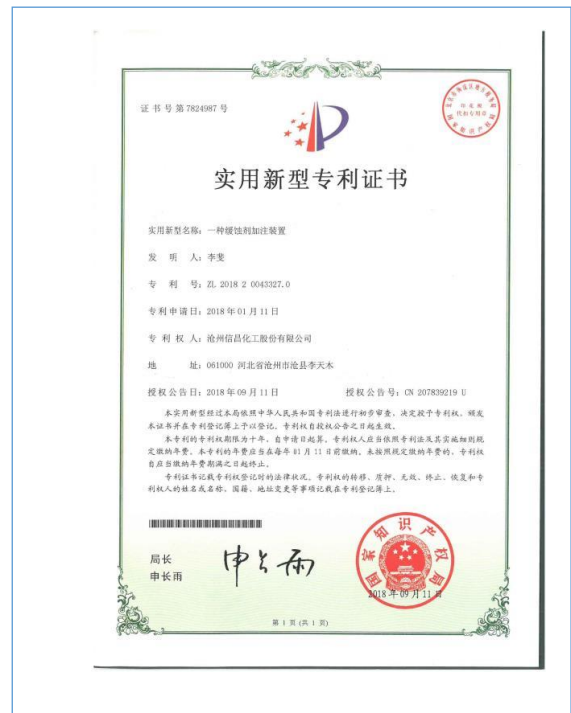 证书号第7824987号
实用新型专利证书
实用新型名称：一种缓蚀剂加注装置
发 明 人：李斐
专 利 号：ZL 2018 2 0043327.0
专利申请日：2018年01月11日
专 利 权 人：沧州信昌化工股份有限公司
地 址：061000 河北省沧州市沧县李天木
授权公告日：2018年09月11日 授权公告号：CN 207839219 U
本实用新型经过本局依照中华人民共和国专利法进行初步审查，决定授予专利权，颁发
本证书并在专利登记簿上予以登记。专利权自授权公告之日起生效。
本专利的专利权期限为十年，自申请日起算。专利权人应当依照专利法及其实施细则规
定缴纳年费。本专利的年费应当在每年01月11日前缴纳。未按照规定缴纳年费的，专利权
自应当缴纳年费期满之日起终止。
专利证书记载专利权登记时的法律状况。专利权的转移、质押、无效、终止、恢复和专
利权人的姓名或名称、国籍、地址变更等事项记载在专利登记簿上。
局长
申长雨
申长雨
国家知识产权局
2018年09月11日
第 1 页 (共 1 页)